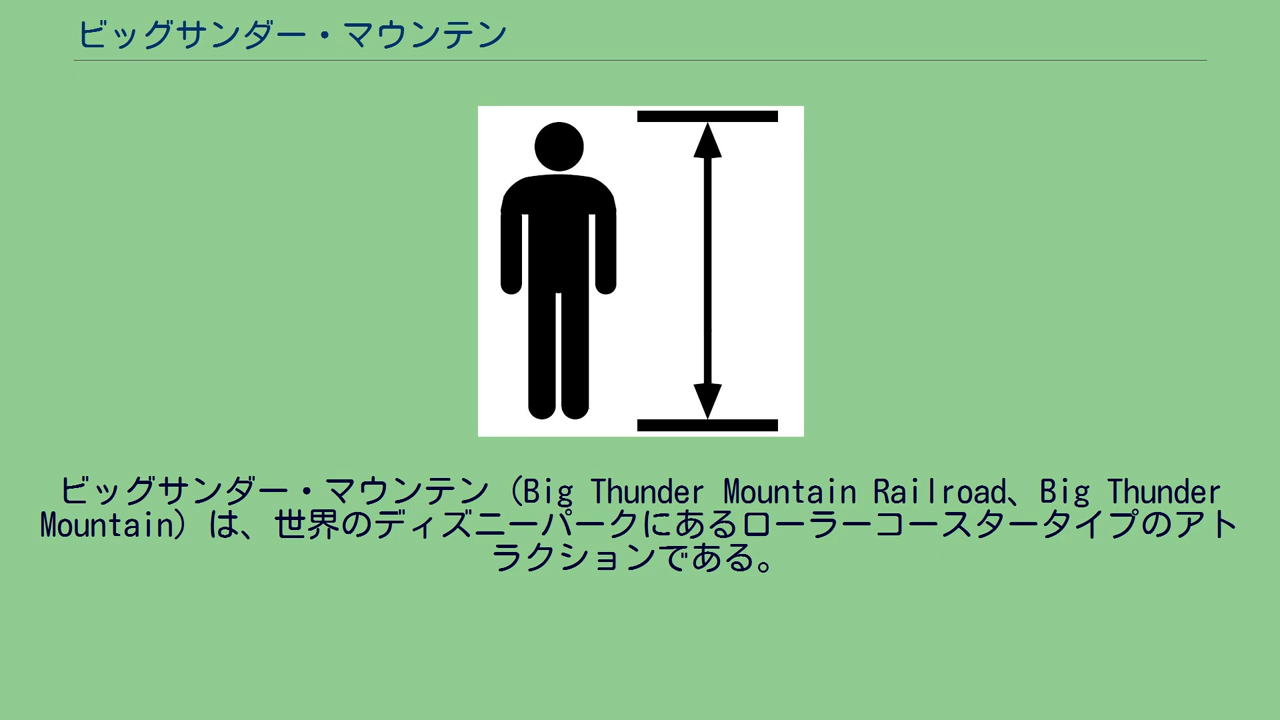 ビッグサンダー・マウンテン
ビッグサンダー・マウンテン（Big Thunder Mountain Railroad、Big Thunder
Mountain）は、世界のディズニーパークにあるローラーコースタータイプのアト
ラクションである。